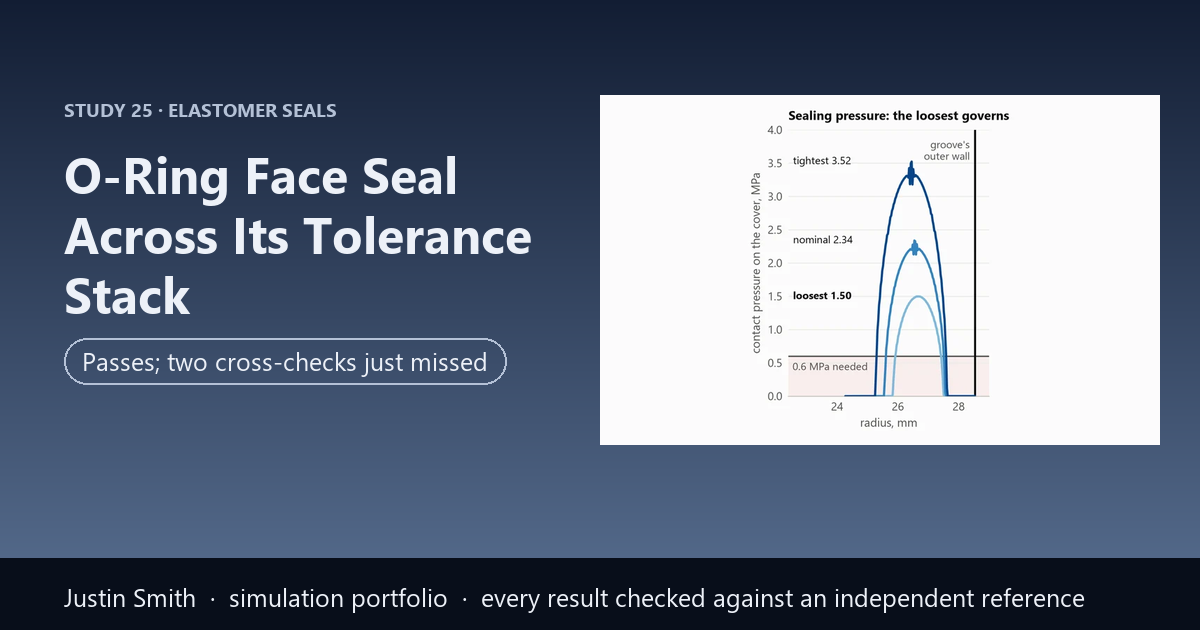 STUDY 25 · ELASTOMER SEALS
O-Ring Face Seal
Across Its Tolerance
Stack
Passes; two cross-checks just missed
Sealing pressure: the loosest governs
contact pressure on the cover, MPa
4.0
3.5
3.0
2.5
2.0
1.5
1.0
0.5
0.0
tightest 3.52
nominal 2.34
loosest 1.50
0.6 MPa needed
groove's
outer wall
24 26 28
radius, mm
Justin Smith · simulation portfolio · every result checked against an independent reference